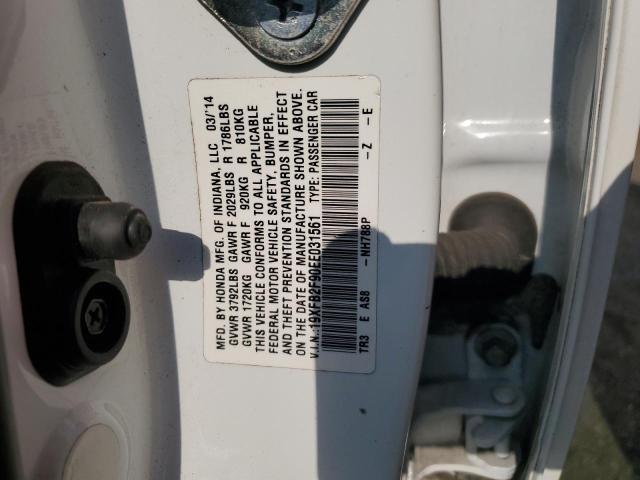 MFD. BY HONDA MFG. OF INDIANA, LLC 03/'14
GVWR 3792LBS GAWR F 2029LBS R 1786LBS
GVWR 1720KG GAWR F 920KG R 810KG
THIS VEHICLE CONFORMS TO ALL APPLICABLE
FEDERAL MOTOR VEHICLE SAFETY, BUMPER,
AND THEFT PREVENTION STANDARDS IN EFFECT
ON THE DATE OF MANUFACTURE SHOWN ABOVE.
V.I.N.:19XFB2F90EE031561 TYPE: PASSENGER CAR
TR3 E AS8 -NH788P -Z -E